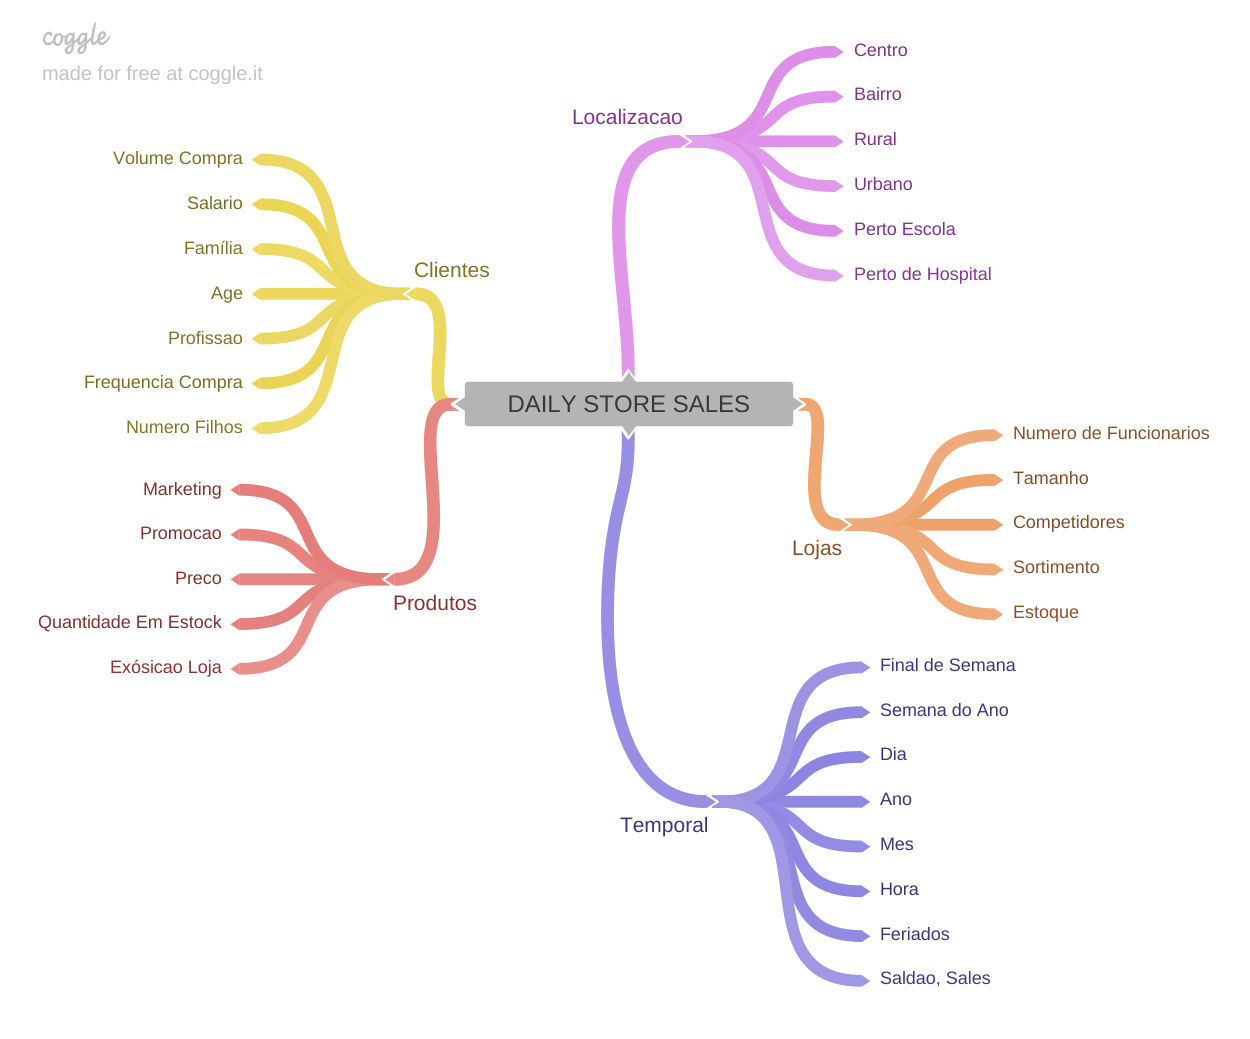 coggle
made for free at coggle.it
DAILY STORE SALES
Localizacao
Centro
Bairro
Rural
Urbano
Perto Escola
Perto de Hospital
Clientes
Volume Compra
Salario
Família
Age
Profissao
Frequencia Compra
Numero Filhos
Produtos
Marketing
Promocao
Preco
Quantidade Em Estock
Exósicao Loja
Lojas
Numero de Funcionarios
Tamanho
Competidores
Sortimento
Estoque
Temporal
Final de Semana
Semana do Ano
Dia
Ano
Mes
Hora
Feriados
Saldao, Sales